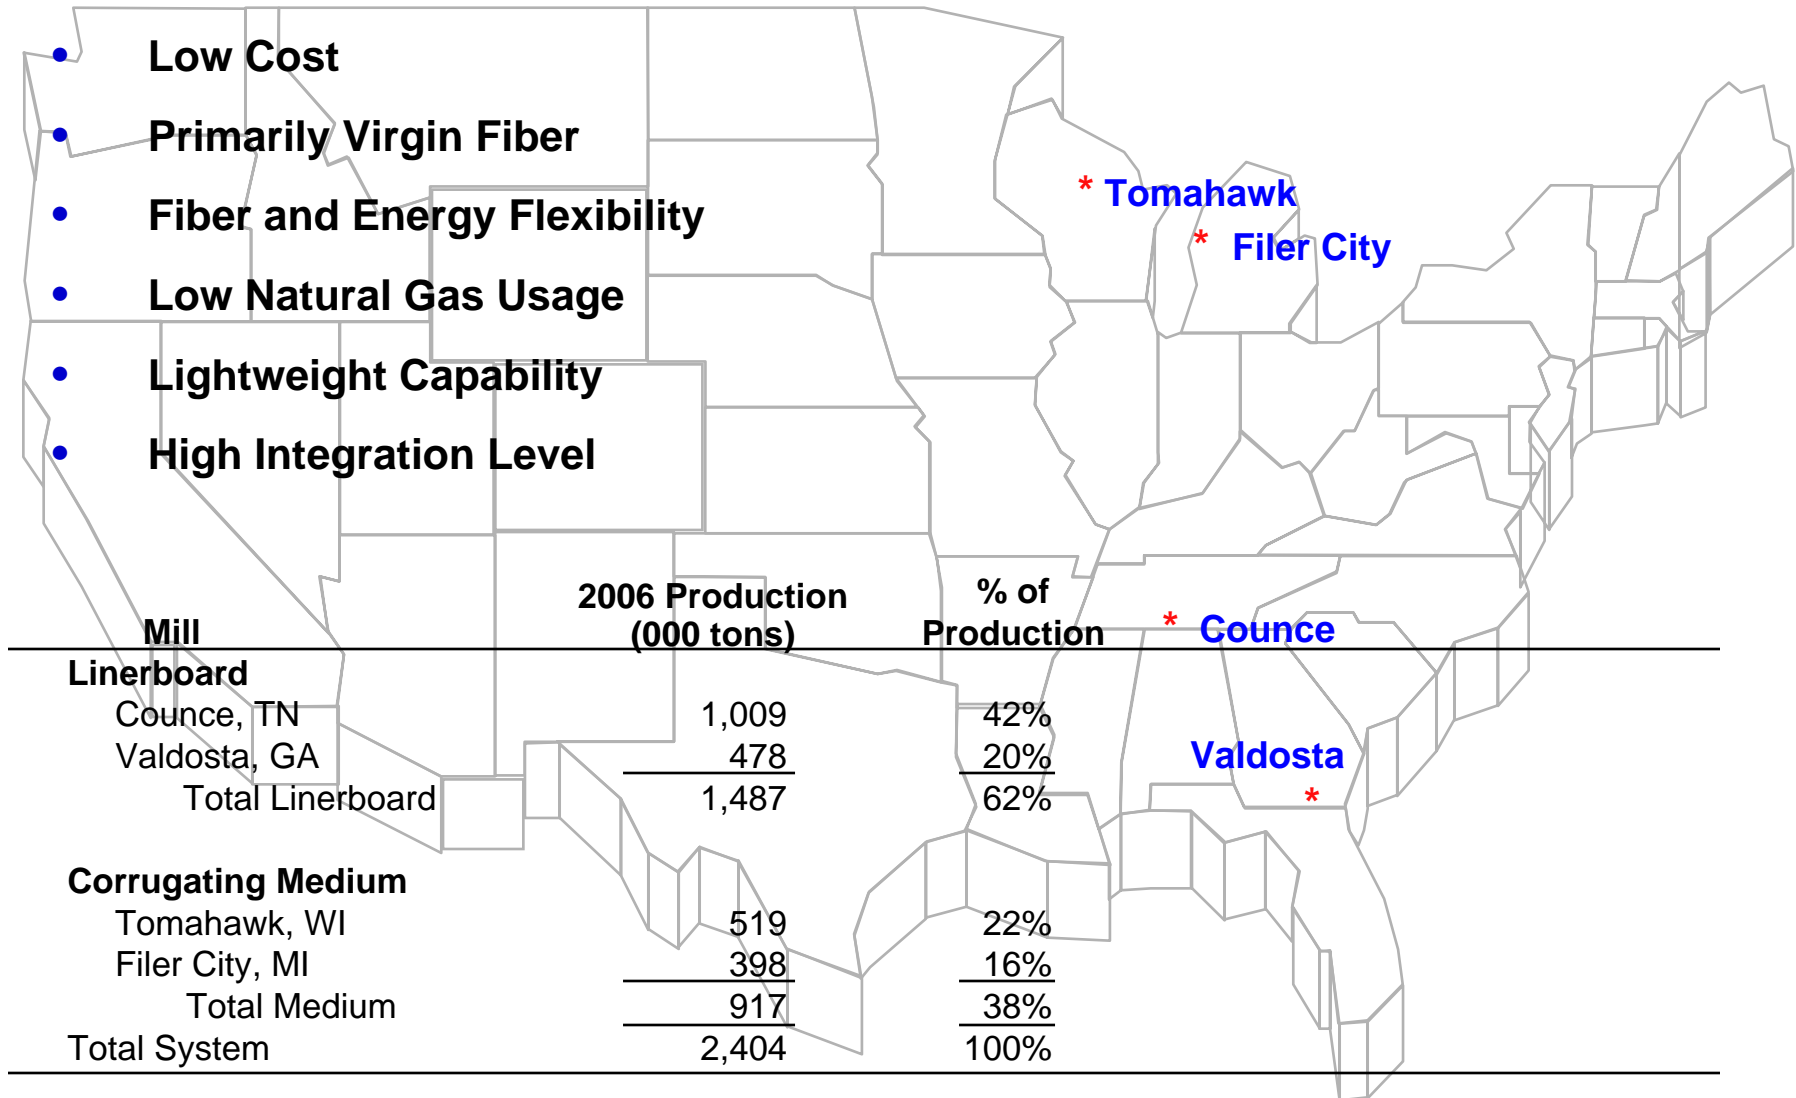 • Low Cost
• Primarily Virgin Fiber
• Fiber and Energy Flexibility
• Low Natural Gas Usage
• Lightweight Capability
• High Integration Level
* Tomahawk
* Filer City
* Counce
Valdosta
*
2006 Production % of
Mill (000 tons) Production
Linerboard
Counce, TN 1,009 42%
Valdosta, GA 478 20%
Total Linerboard 1,487 62%
Corrugating Medium
Tomahawk, WI 519 22%
Filer City, MI 398 16%
Total Medium 917 38%
Total System 2,404 100%